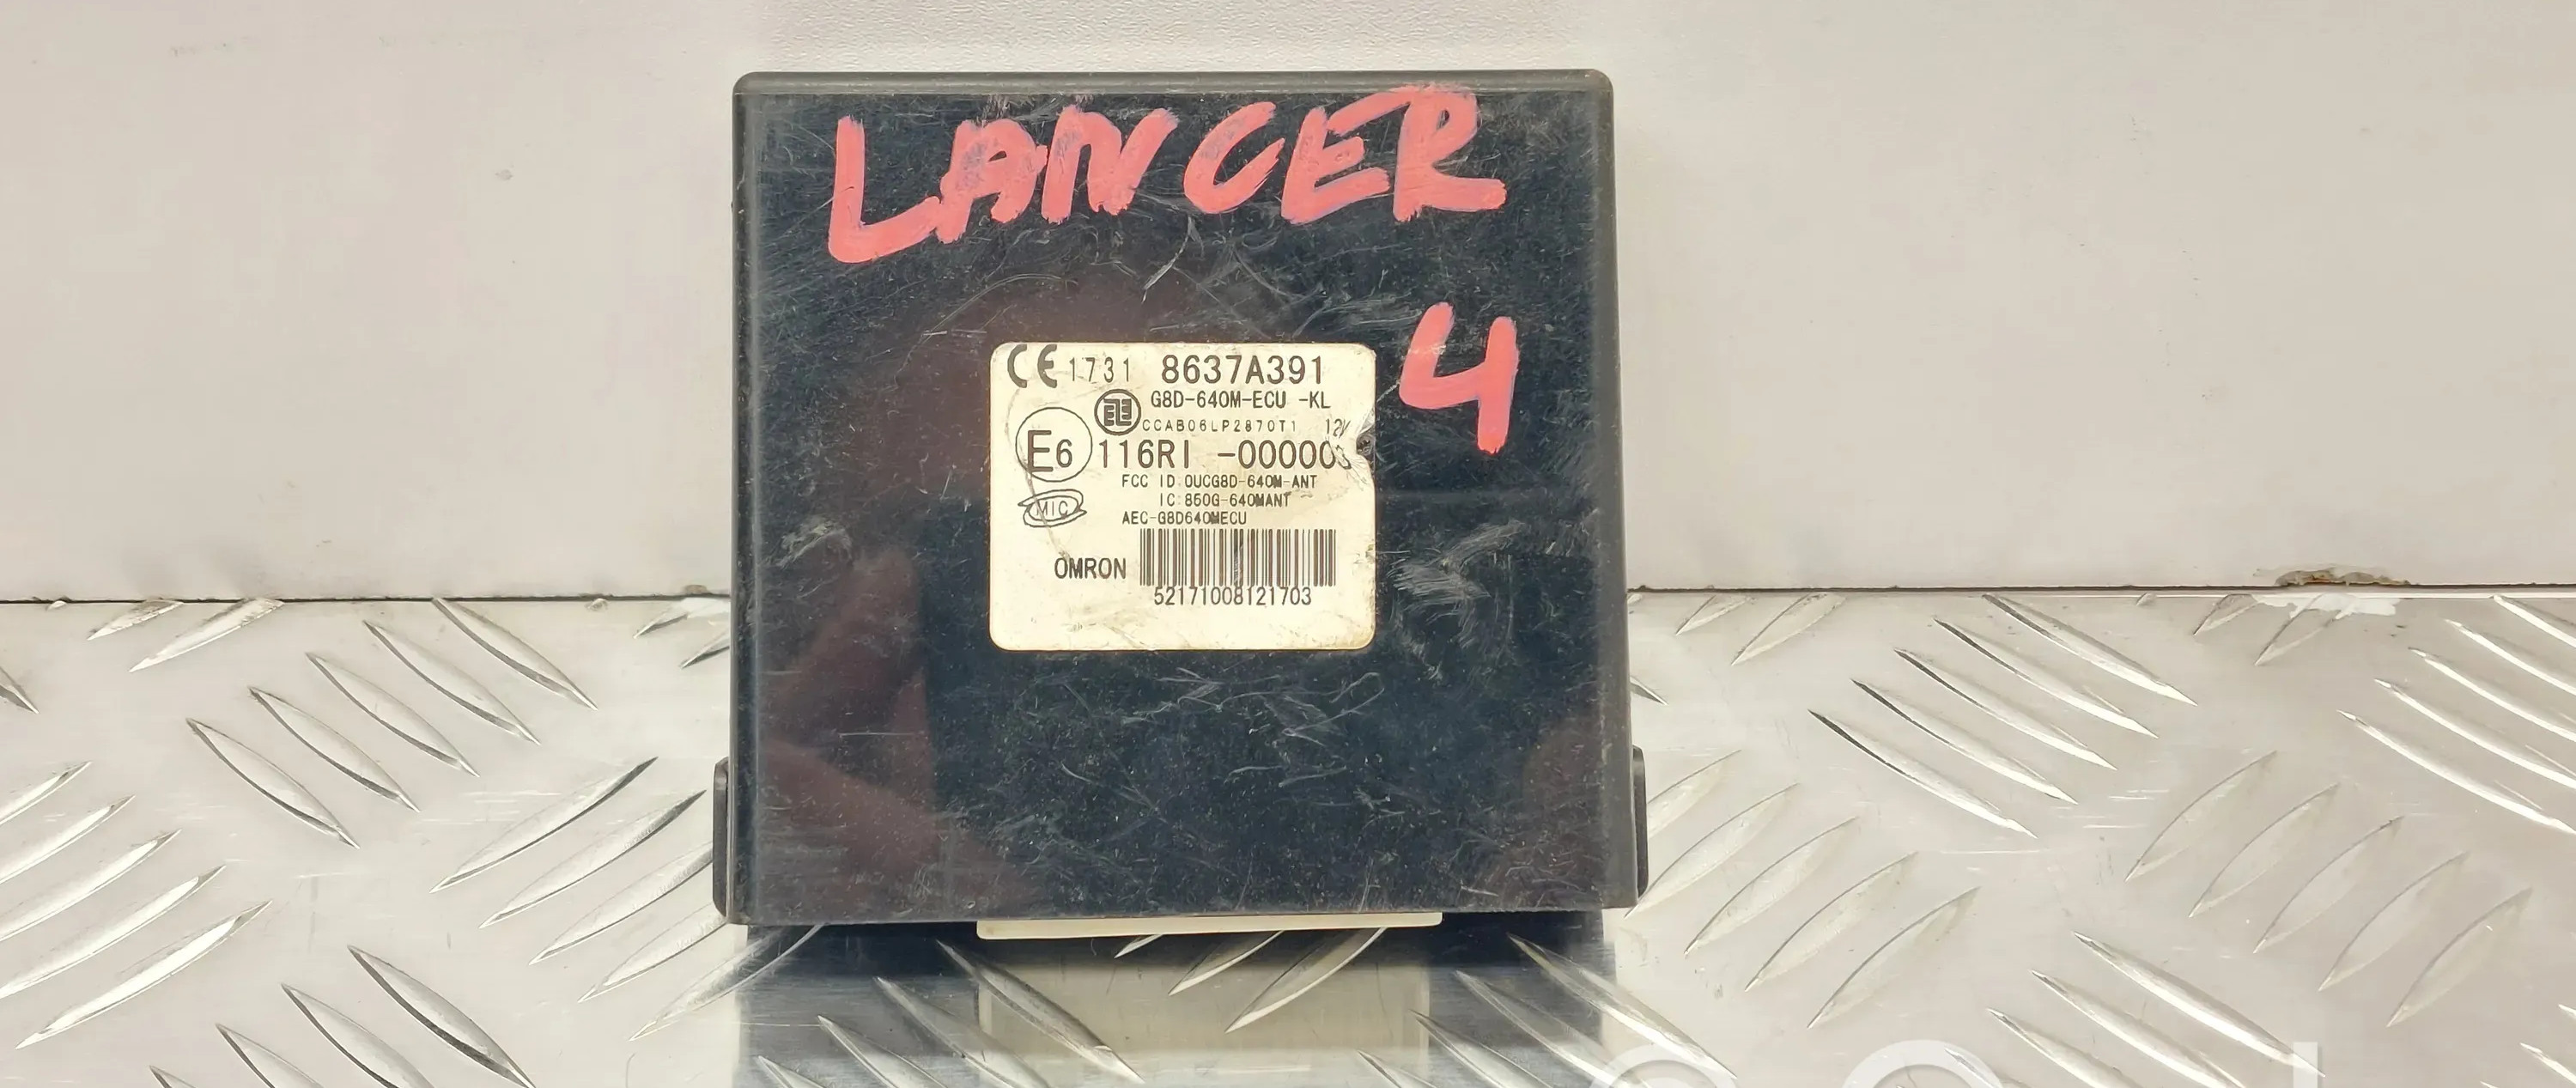 LANCER
4
CE 1731 8637A391
G8D-640M-ECU -KL
CCAB06LP2870T1 12V
E6 116RI -000003
FCC ID:OUCG8D-640M-ANT
IC:850G-640MANT
MIC
AEC-G8D640MECU
OMRON
52171008121703